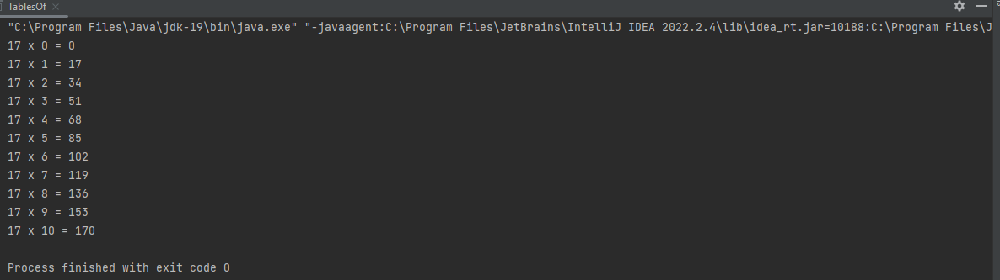 TablesOf
"C:\Program Files\Java\jdk-19\bin\java.exe" "-javaagent:C:\Program Files\JetBrains\IntelliJ IDEA 2022.2.4\lib\idea_rt.jar=10188:C:\Program Files\J
17 x 0 = 0
17 x 1 = 17
17 x 2 = 34
17 x 3 = 51
17 x 4 = 68
17 x 5 = 85
17 x 6 = 102
17 x 7 = 119
17 x 8 = 136
17 x 9 = 153
17 x 10 = 170
Process finished with exit code 0